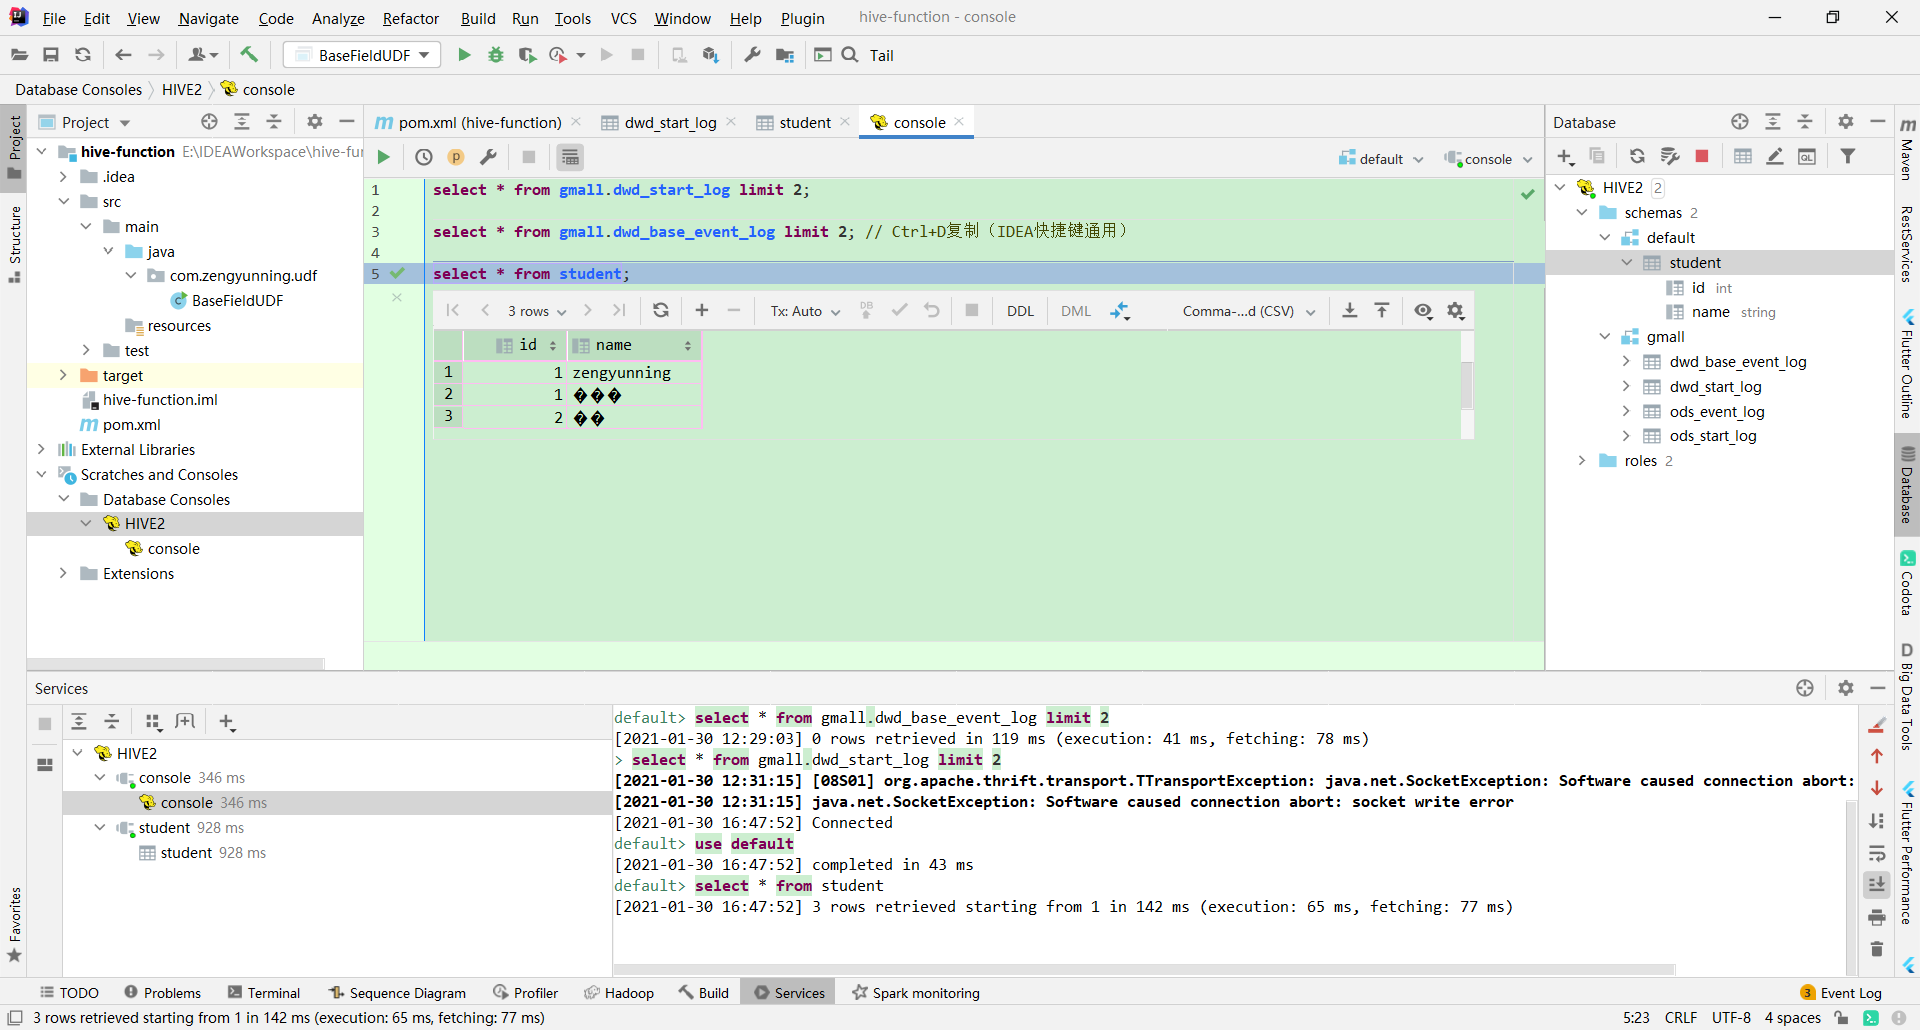 File Edit View Navigate Code Analyze Refactor Build Run Tools VCS Window Help Plugin hive-function - console
BaseFieldUDF Tail
Database Consoles HIVE2 console
Project
pom.xml (hive-function) dwd_start_log student console
Database
default console
hive-function E:\IDEAWorkspace\hive-fu
.idea
src
main
java
com.zengyunning.udf
BaseFieldUDF
resources
test
target
hive-function.iml
pom.xml
External Libraries
Scratches and Consoles
Database Consoles
HIVE2
console
Extensions
1 select * from gmall.dwd_start_log limit 2;
2
3 select * from gmall.dwd_base_event_log limit 2; // Ctrl+D复制（IDEA快捷键通用）
4
5 select * from student;
3 rows Tx: Auto DB DDL DML Comma-...d (CSV)
id name
1 1 zengyunning
2 1 ���
3 2 ��
HIVE2 2
schemas 2
default
student
id int
name string
gmall
dwd_base_event_log
dwd_start_log
ods_event_log
ods_start_log
roles 2
Project
Structure
Favorites
Maven
RestServices
Flutter Outline
Database
Codota
Big Data Tools
Flutter Performance
Services
HIVE2
console 346 ms
console 346 ms
student 928 ms
student 928 ms
default> select * from gmall.dwd_base_event_log limit 2
[2021-01-30 12:29:03] 0 rows retrieved in 119 ms (execution: 41 ms, fetching: 78 ms)
> select * from gmall.dwd_start_log limit 2
[2021-01-30 12:31:15] [08S01] org.apache.thrift.transport.TTransportException: java.net.SocketException: Software caused connection abort:
[2021-01-30 12:31:15] java.net.SocketException: Software caused connection abort: socket write error
[2021-01-30 16:47:52] Connected
default> use default
[2021-01-30 16:47:52] completed in 43 ms
default> select * from student
[2021-01-30 16:47:52] 3 rows retrieved starting from 1 in 142 ms (execution: 65 ms, fetching: 77 ms)
TODO Problems Terminal Sequence Diagram Profiler Hadoop Build Services Spark monitoring 3 Event Log
3 rows retrieved starting from 1 in 142 ms (execution: 65 ms, fetching: 77 ms) 5:23 CRLF UTF-8 4 spaces